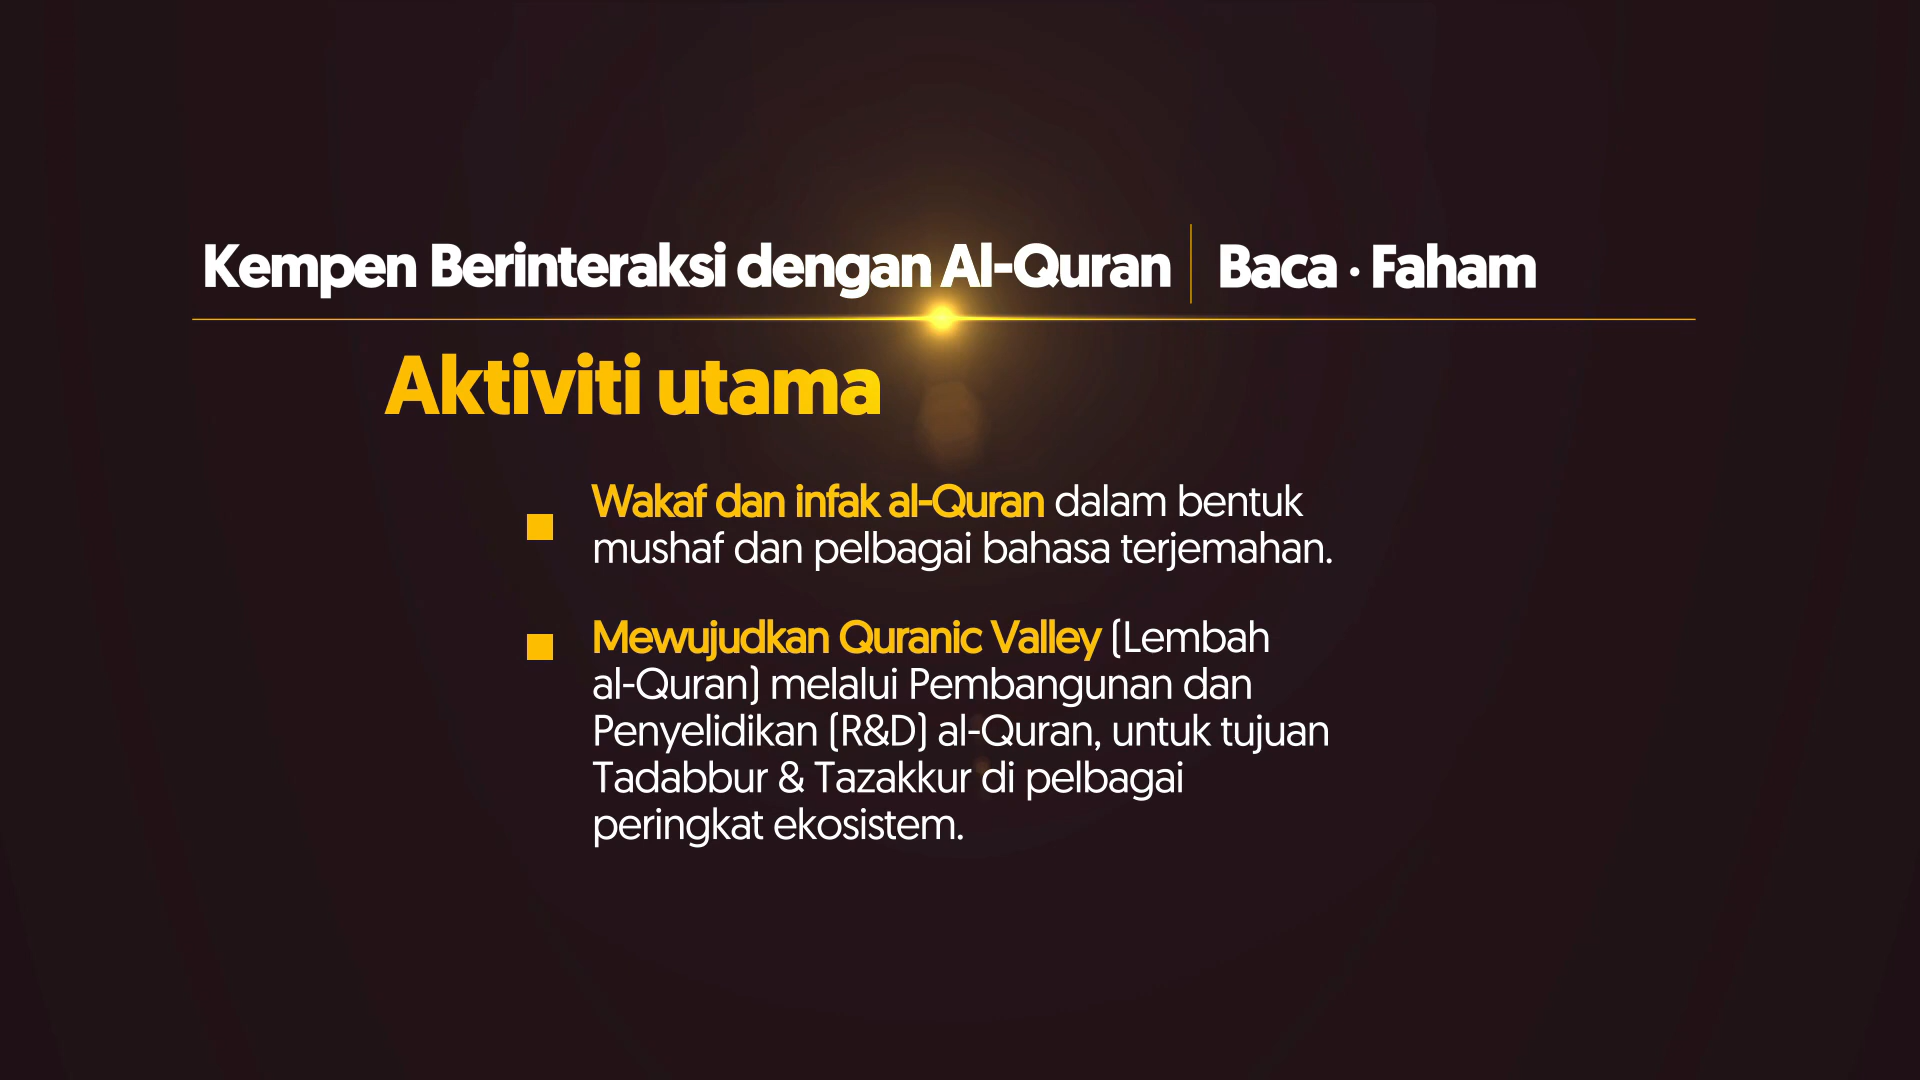 Kempen Berinteraksi dengan Al-Quran Baca · Faham
Aktiviti utama
Wakaf dan infak al-Quran dalam bentuk
mushaf dan pelbagai bahasa terjemahan.
Mewujudkan Quranic Valley (Lembah
al-Quran) melalui Pembangunan dan
Penyelidikan (R&D) al-Quran, untuk tujuan
Tadabbur & Tazakkur di pelbagai
peringkat ekosistem.